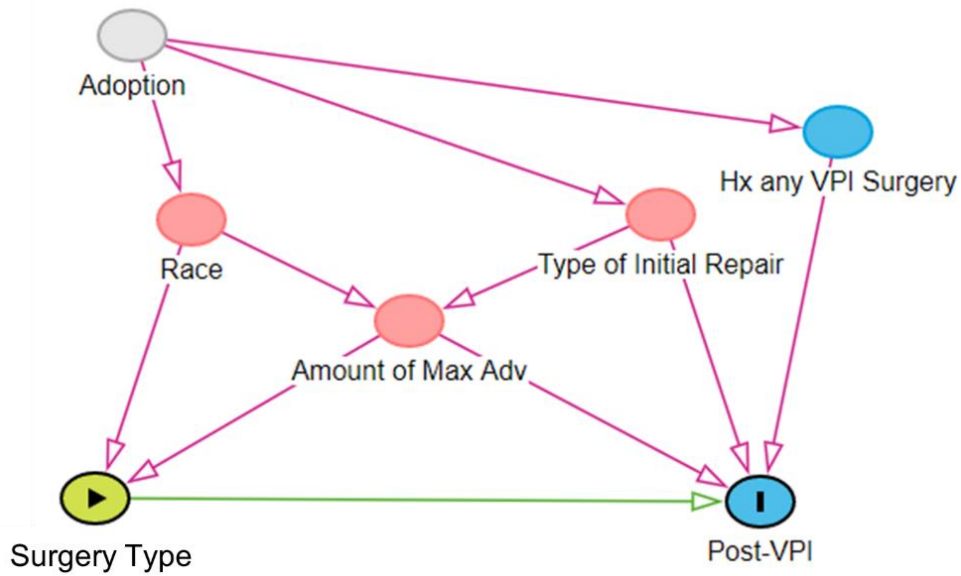 Adoption
Hx any VPI Surgery
Race
Type of Initial Repair
Amount of Max Adv
Surgery Type
Post-VPI